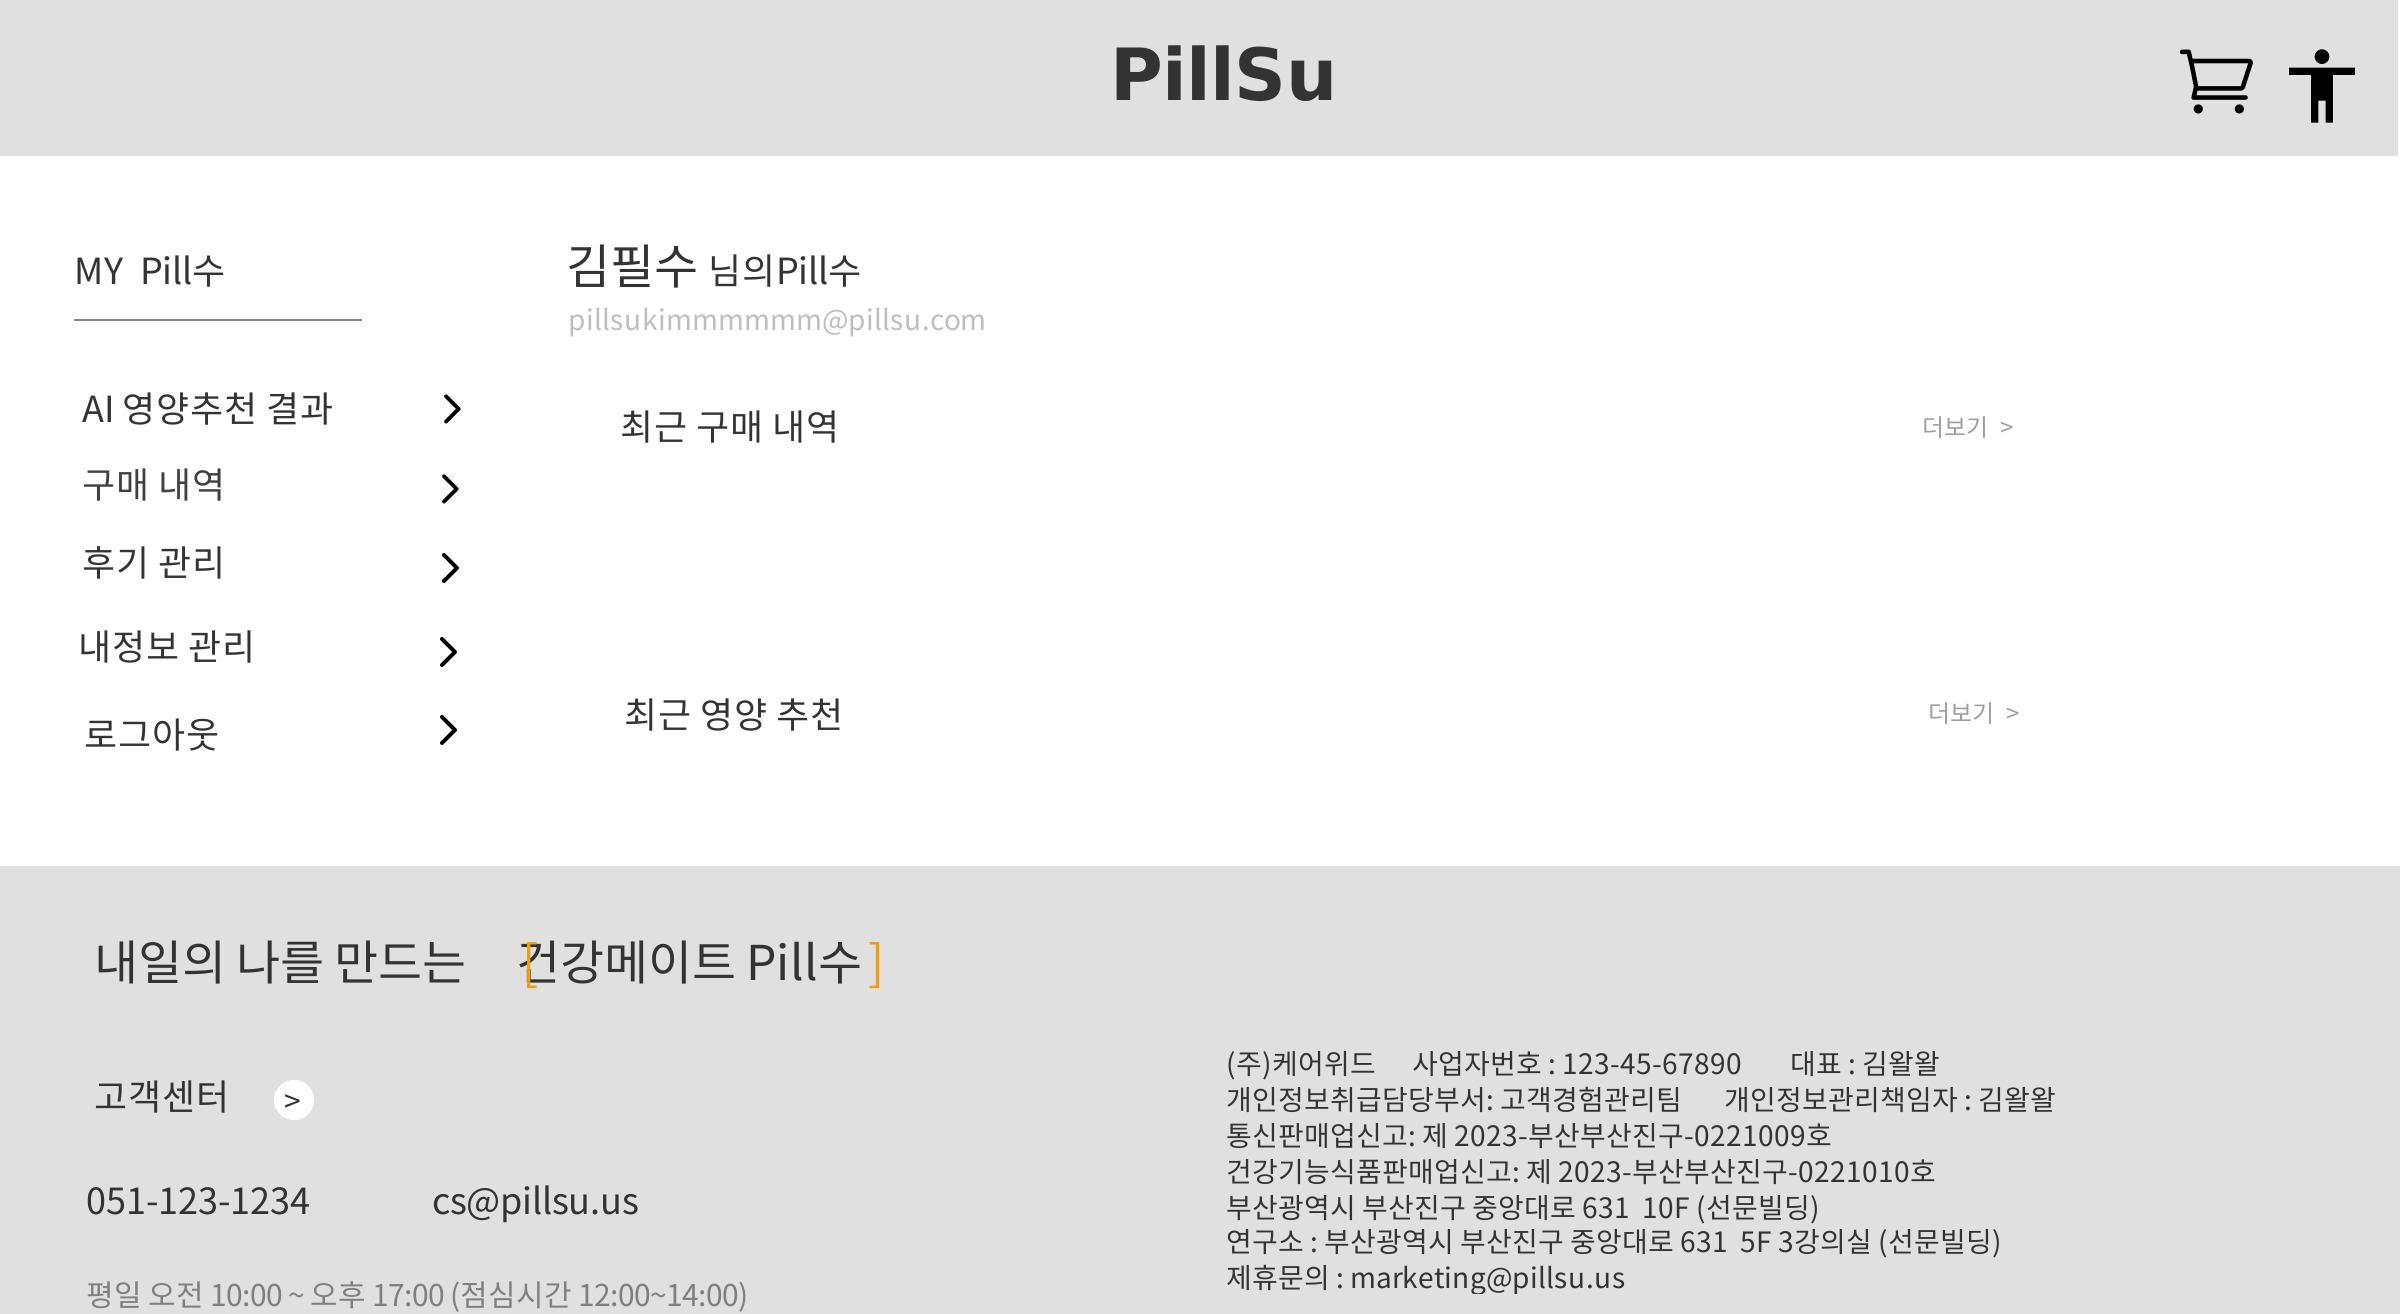 PillSu
MY Pill수
김필수 님의Pill수
pillsukimmmmmm@pillsu.com
AI 영양추천 결과
구매 내역
후기 관리
내정보 관리
로그아웃
최근 구매 내역
더보기 >
최근 영양 추천
더보기 >
내일의 나를 만드는 [건강메이트 Pill수 ]
고객센터 >
051-123-1234 cs@pillsu.us
평일 오전 10:00 ~ 오후 17:00 (점심시간 12:00~14:00)
(주)케어위드 사업자번호 : 123-45-67890 대표 : 김왈왈
개인정보취급담당부서: 고객경험관리팀 개인정보관리책임자 : 김왈왈
통신판매업신고: 제 2023-부산부산진구-0221009호
건강기능식품판매업신고: 제 2023-부산부산진구-0221010호
부산광역시 부산진구 중앙대로 631 10F (선문빌딩)
연구소 : 부산광역시 부산진구 중앙대로 631 5F 3강의실 (선문빌딩)
제휴문의 : marketing@pillsu.us